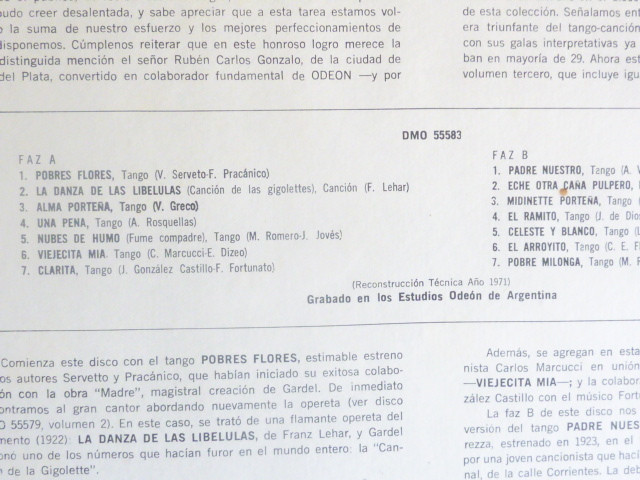 pudo creer desalentada, y sabe apreciar que a esta tarea estamos vol-
o la suma de nuestro esfuerzo y los mejores perfeccionamientos de
disponemos. Cúmplenos reiterar que en este honroso logro merece la
distinguida mención el señor Rubén Carlos Gonzalo, de la ciudad de
del Plata, convertido en colaborador fundamental de ODEON —y por
de esta colección. Señalamos ent
era triunfante del tango-canción
con sus galas interpretativas ya
ban en mayoría de 29. Ahora est
volumen tercero, que incluye igu
DMO 55583
FAZ A
1. POBRES FLORES, Tango (V. Serveto-F. Pracánico)
2. LA DANZA DE LAS LIBELULAS (Canción de las gigolettes), Canción (F. Lehar)
3. ALMA PORTEÑA, Tango (V. Greco)
4. UNA PENA, Tango (A. Rosquellas)
5. NUBES DE HUMO (Fume compadre), Tango (M. Romero-J. Jovés)
6. VIEJECITA MIA. Tango (C. Marcucci-E. Dizeo)
7. CLARITA, Tango (J. González Castillo-F. Fortunato)
FAZ B
1. PADRE NUESTRO, Tango (A. V
2. ECHE OTRA CAÑA PULPERO,
3. MIDINETTE PORTEÑA, Tango (
4. EL RAMITO, Tango (J. de Dios
5. CELESTE Y BLANCO, Tango (
6. EL ARROYITO, Tango (C. E. F
7. POBRE MILONGA, Tango (M. F
(Reconstrucción Técnica Año 1971)
Grabado en los Estudios Odeón de Argentina
Comienza este disco con el tango POBRES FLORES, estimable estreno
os autores Servetto y Pracánico, que habían iniciado su exitosa colabo-
ón con la obra "Madre", magistral creación de Gardel. De inmediato
ontramos al gran cantor abordando nuevamente la opereta (ver disco
O 55579, volumen 2). En este caso, se trató de una flamante opereta del
mento (1922): LA DANZA DE LAS LIBELULAS, de Franz Lehar, y Gardel
onó uno de los números que hacían furor en el mundo entero: la "Can-
n de la Gigolette".
Además, se agregan en esta
nista Carlos Marcucci en unión
—VIEJECITA MIA—; y la colabor
zález Castillo con el músico Fort
La faz B de este disco nos
versión del tango PADRE NUES
rezza, estrenado en 1923, en el
por una joven cancionista que hací
nal, de la calle Corrientes. La deb